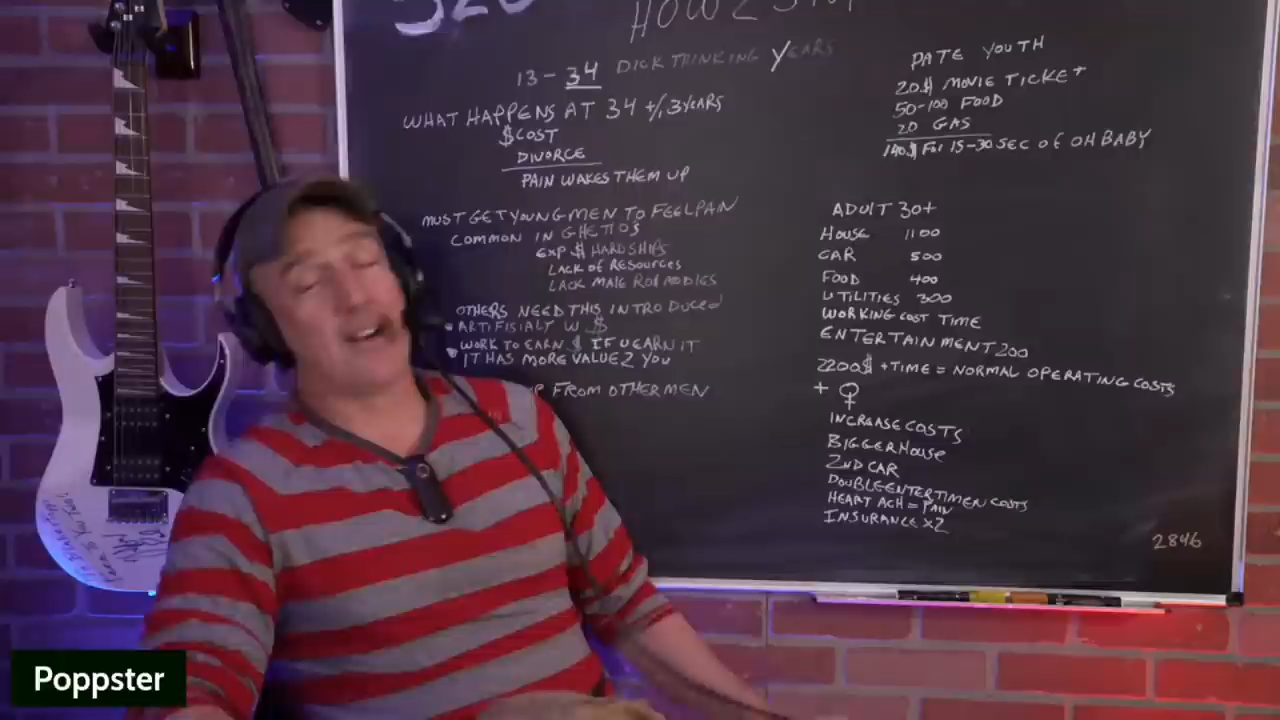 HOW 2 STOP
13 - 34 DICK THINKING YEARS
WHAT HAPPENS AT 34 +/, 3 YEARS
$ COST
DIVORCE
PAIN WAKES THEM UP
MUST GET YOUNG MEN TO FEEL PAIN
COMMON IN GHETTO'S
EXP $ HARDSHIPS
LACK OF RESOURCES
LACK MALE ROL MODLES
OTHERS NEED THIS INTRODUCED
• ARTIFISIALY W $
• WORK TO EARN $ IF U EARN IT
IT HAS MORE VALUE 2 YOU
FROM OTHER MEN
DATE YOUTH
20$ MOVIE TICKET
50-100 FOOD
20 GAS
140$ FOR 15-30 SEC OF OH BABY
ADULT 30+
HOUSE 1100
CAR 500
FOOD 400
UTILITIES 300
WORKING COST TIME
ENTERTAINMENT 200
2200$ + TIME = NORMAL OPERATING COSTS
+ ♀
INCREASE COSTS
BIGGER HOUSE
2ND CAR
DOUBLE ENTERTIMEN COSTS
HEART ACH = PAIN
INSURANCE X2
2846
Poppster